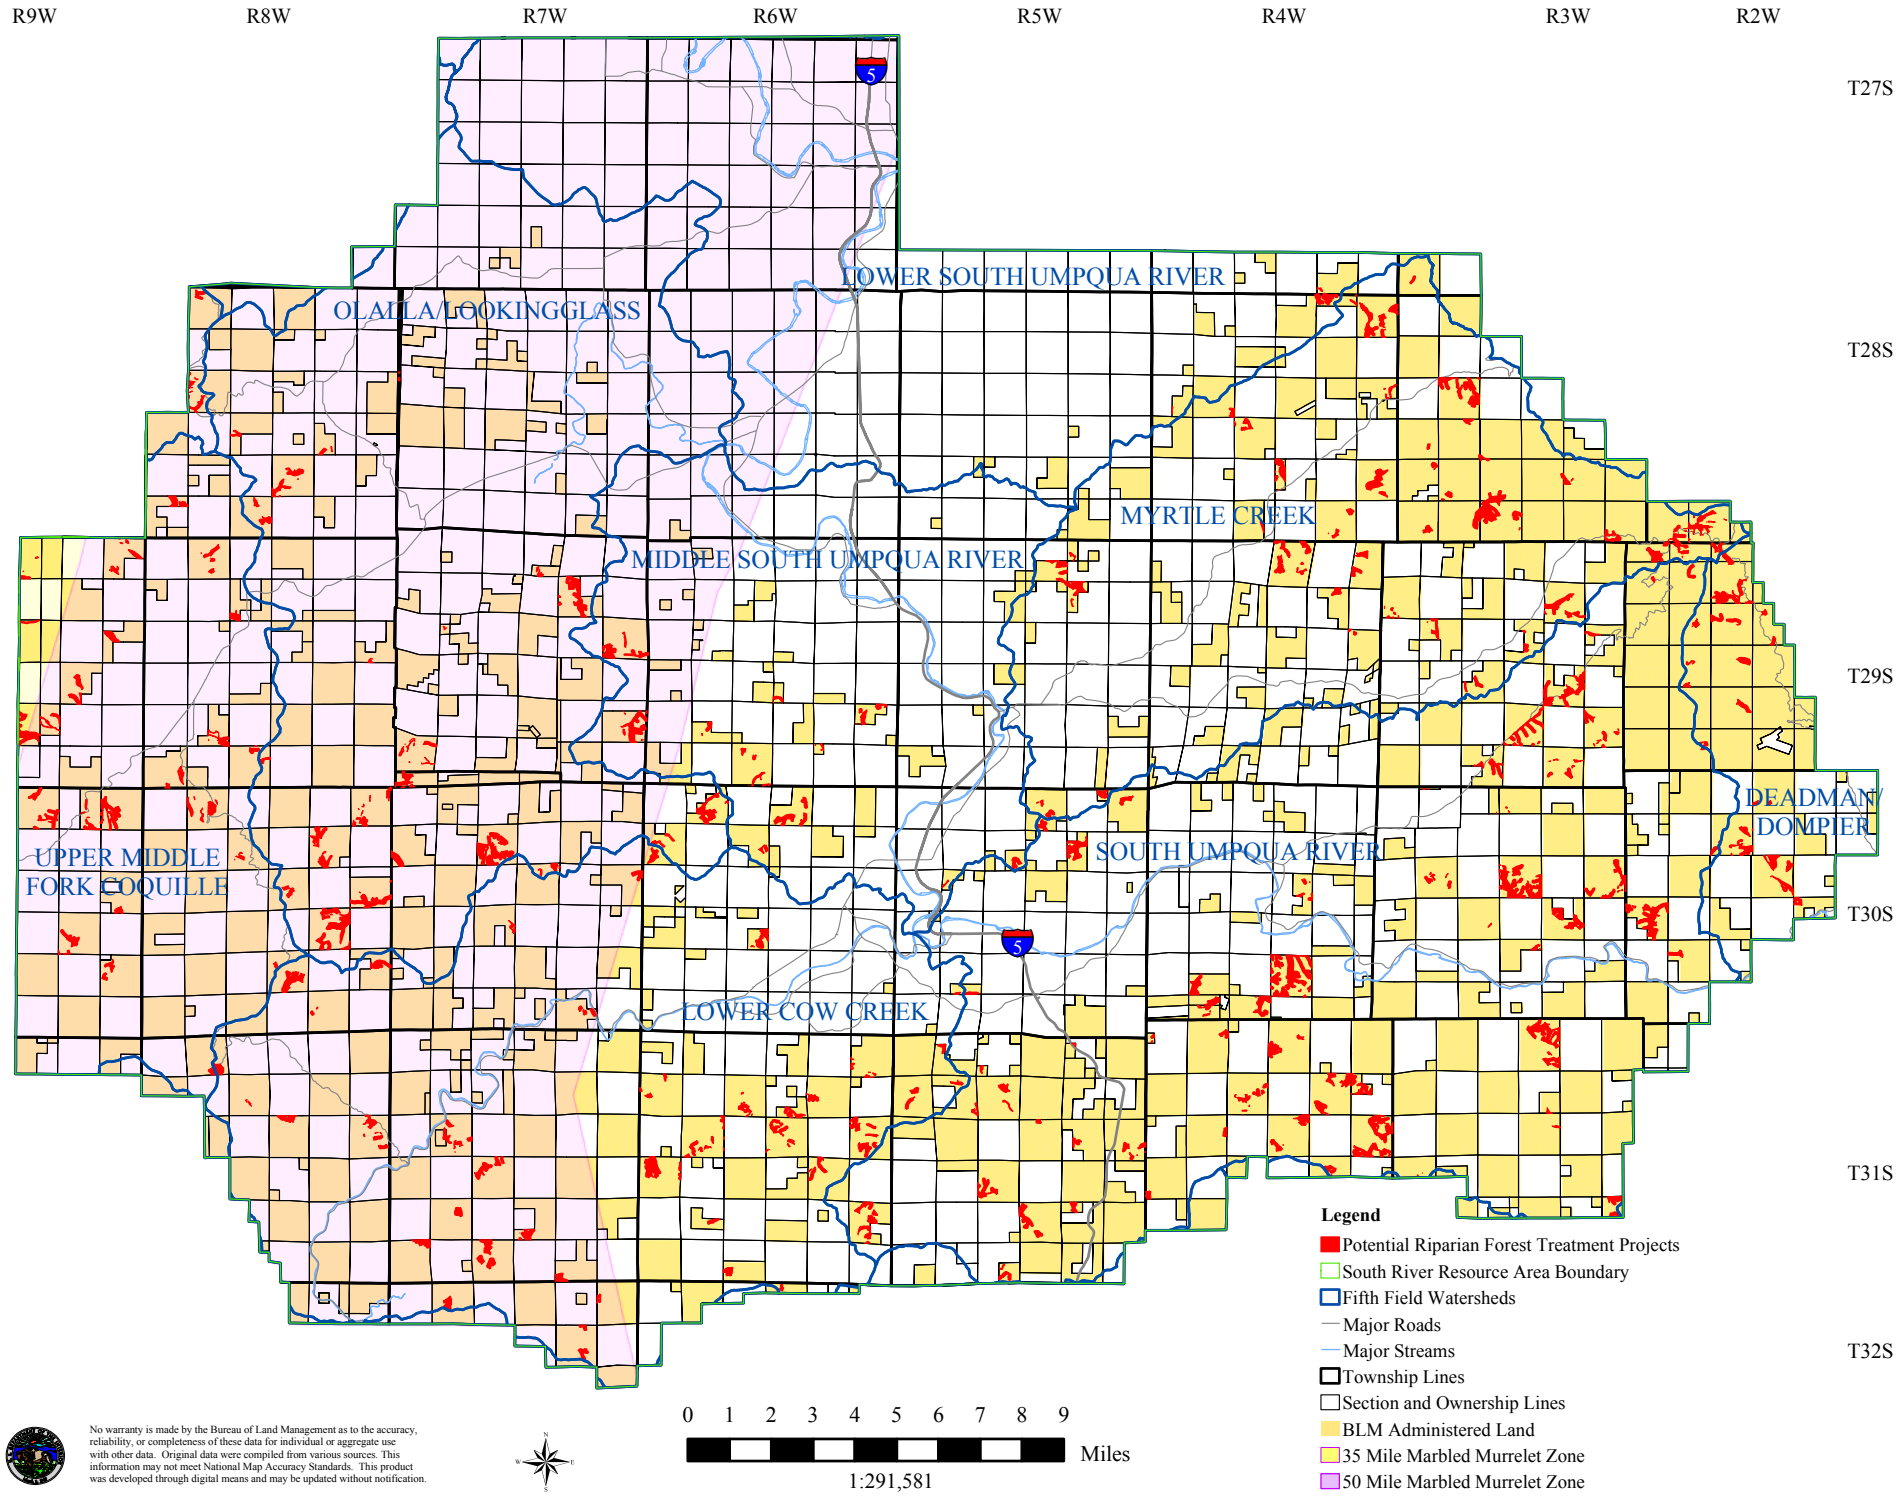 R9W R8W R7W R6W R5W R4W R3W R2W
5
T27S
LOWER SOUTH UMPQUA RIVER
OLALLA/LOOKINGGLASS
T28S
MYRTLE CREEK
MIDDLE SOUTH UMPQUA RIVER
T29S
DEADMAN/
DOMPIER
UPPER MIDDLE
FORK COQUILLE
SOUTH UMPQUA RIVER
T30S
5
LOWER COW CREEK
T31S
Legend
Potential Riparian Forest Treatment Projects
South River Resource Area Boundary
Fifth Field Watersheds
Major Roads
Major Streams
T32S
Township Lines
Section and Ownership Lines
BLM Administered Land
35 Mile Marbled Murrelet Zone
50 Mile Marbled Murrelet Zone
No warranty is made by the Bureau of Land Management as to the accuracy,
reliability, or completeness of these data for individual or aggregate use
with other data. Original data were compiled from various sources. This
information may not meet National Map Accuracy Standards. This product
was developed through digital means and may be updated without notification.
N
W E
S
0 1 2 3 4 5 6 7 8 9
Miles
1:291,581